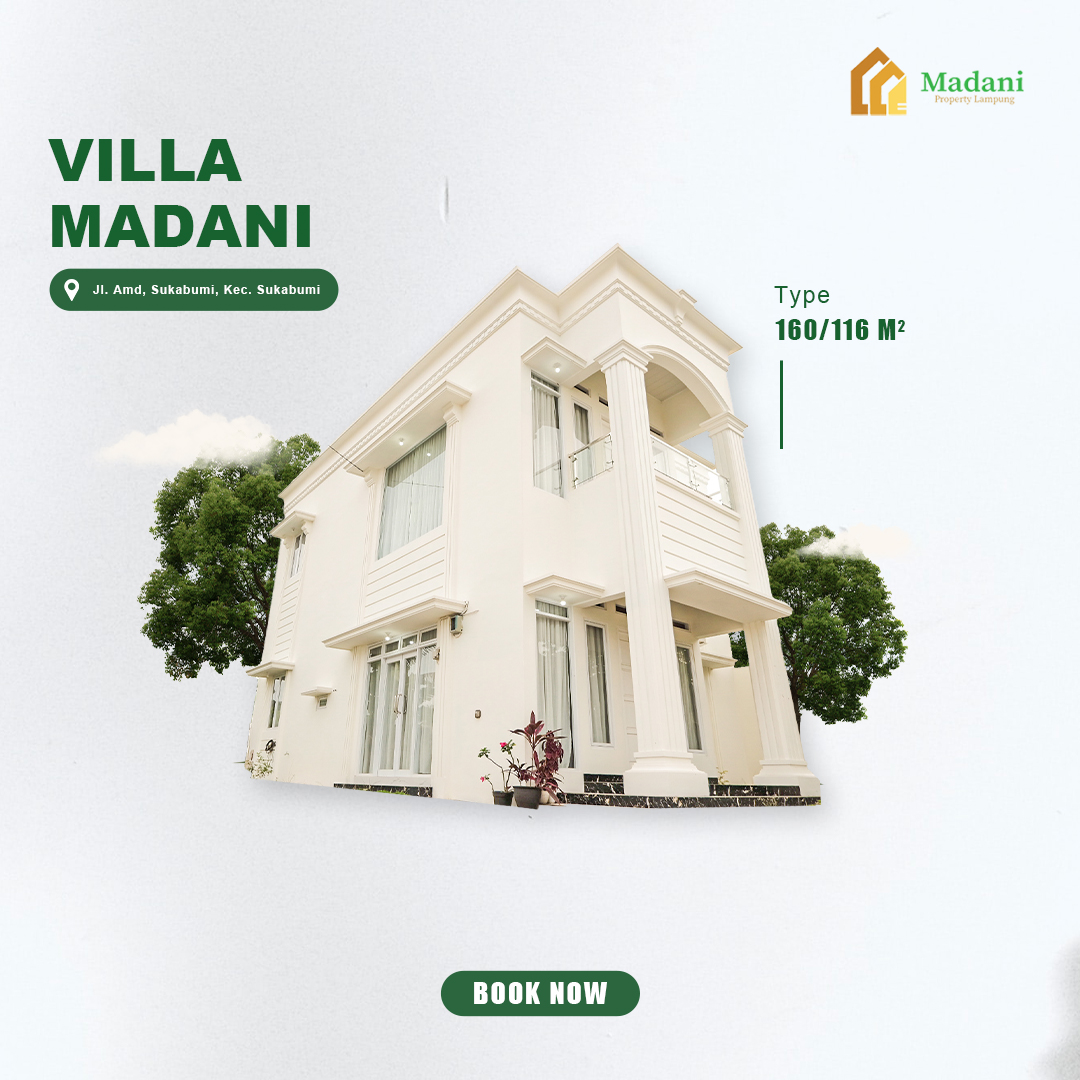 Madani
Property Lampung
VILLA
MADANI
Jl. Amd, Sukabumi, Kec. Sukabumi
Type
160/116 M²
BOOK NOW